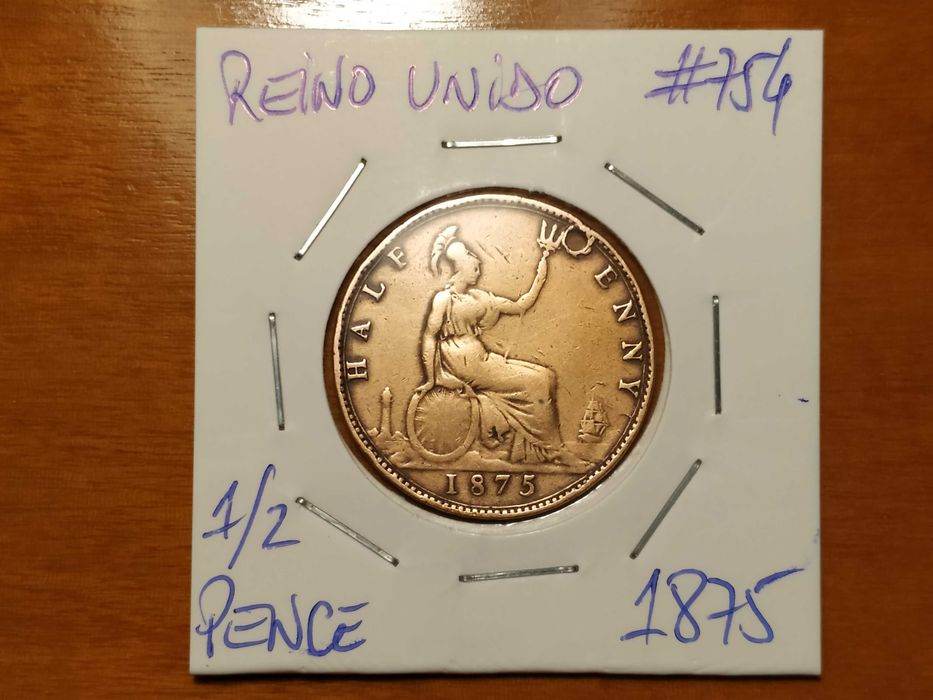 REINO UNIDO #754
HALF PENNY
1875
1/2
PENCE
1875